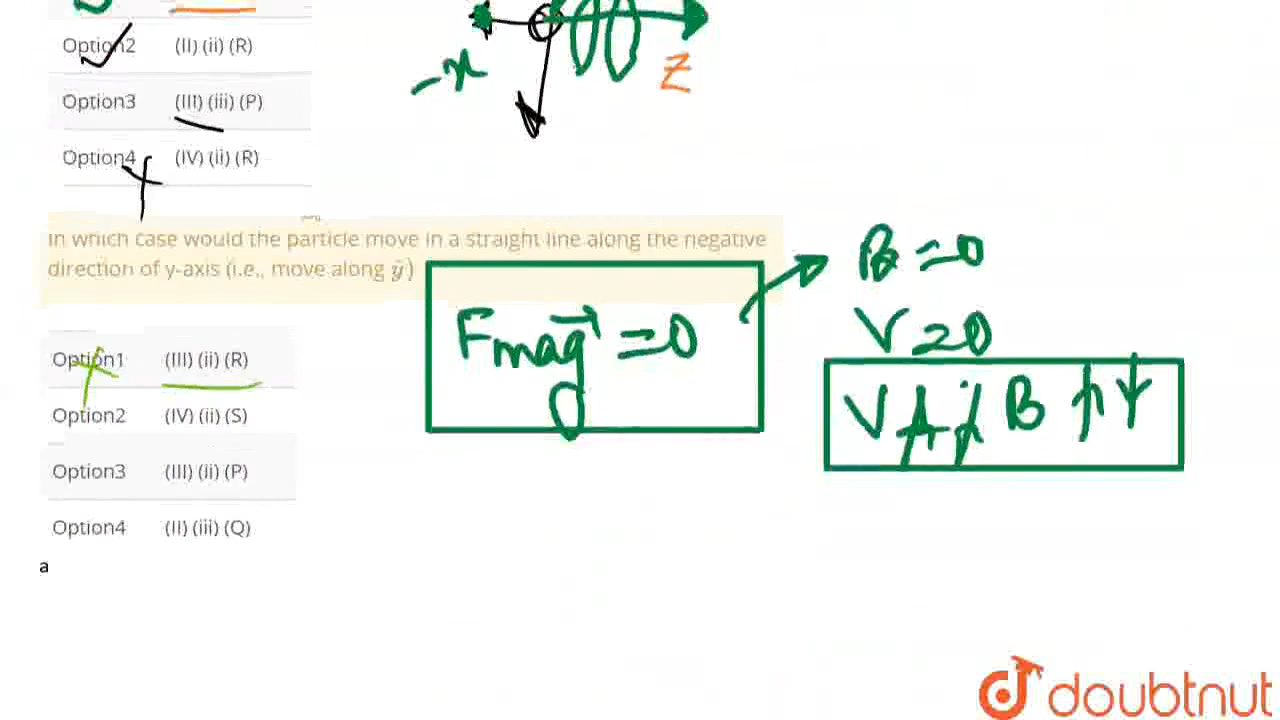 Option2 (II) (ii) (R)
-x
Z
Option3 (III) (iii) (P)
Option4 (IV) (ii) (R)
in which case would the particle move in a straight line along the negative
direction of y-axis (i.e., move along ŷ)
B=0
Fmag=0
V=0
Option1 (III) (ii) (R)
V B ↑↓
Option2 (IV) (ii) (S)
Option3 (III) (ii) (P)
Option4 (II) (iii) (Q)
a
doubtnut